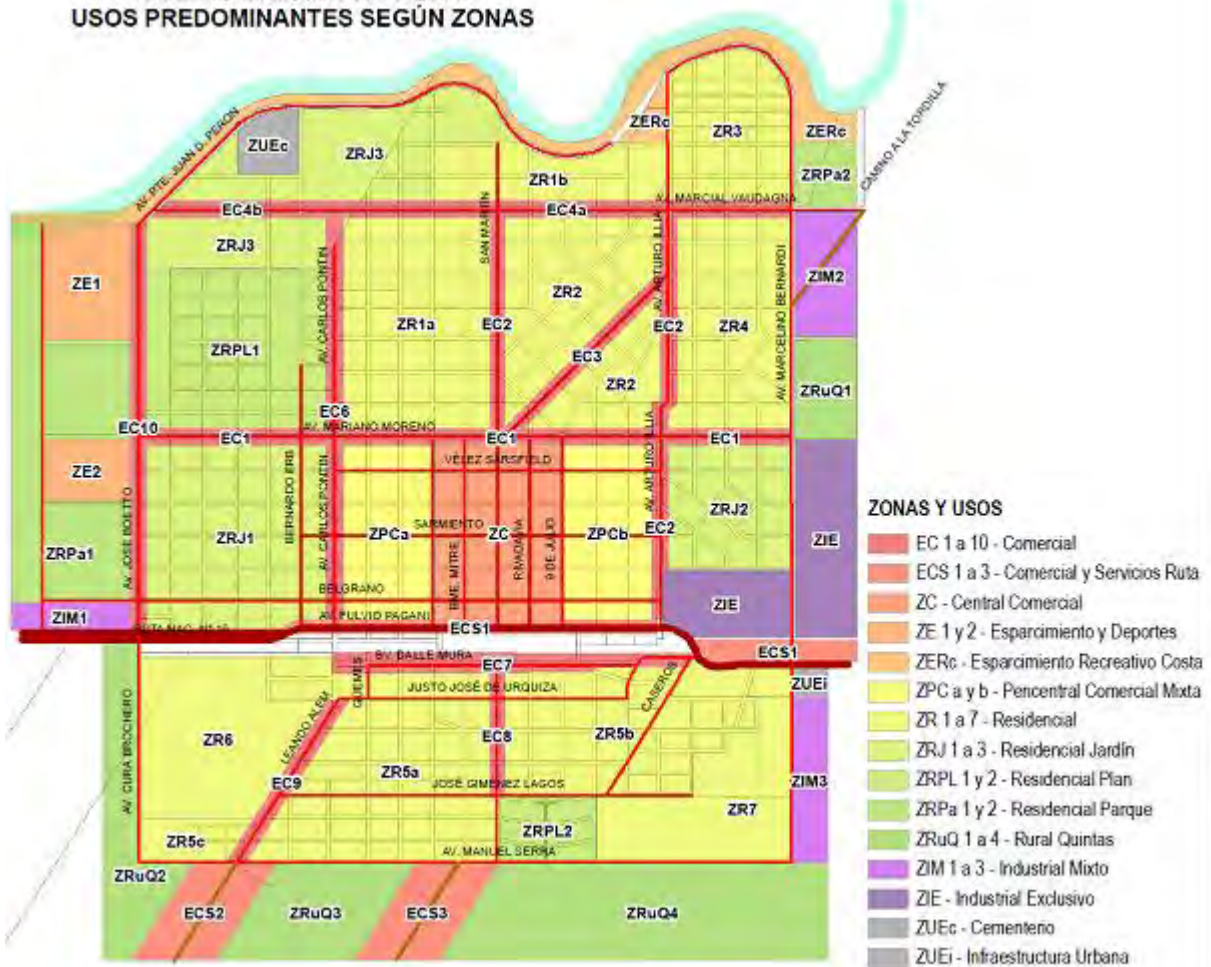 USOS PREDOMINANTES SEGÚN ZONAS
CAMINO A LA TORDILLA
AV. PTE. JUAN D. PERON
ZUEc
ZRJ3
ZERc
ZR3
ZERc
ZR1b
ZRPa2
AV. MARCIAL VAUDAGNA
EC4b
EC4a
ZRJ3
SAN MARTIN
AV. CARLOS PONTIN
AV. ARTURO ILLIA
AV. MARCELINO BERNARDI
ZE1
ZR2
ZIM2
ZR1a
EC2
EC2
ZR4
ZRPL1
EC3
ZR2
ZRuQ1
EC6
EC10
EC1
AV. MARIANO MORENO
EC1
EC1
VÉLEZ SARSFIELD
ZE2
BERNARDO ERB
AV. CARLOS PONTIN
AV. ARTURO ILLIA
ZRJ2
SARMIENTO
EC2
ZRJ1
ZPCa
ZC
ZPCb
ZIE
BME. MITRE
RIVADAVIA
9 DE JULIO
ZRPa1
AV. JOSÉ BOETTO
BELGRANO
ZIE
ZIM1
AV. FULVIO PAGANI
ECS1
ECS1
BV. DALLE MURA
EC7
GUEMES
JUSTO JOSÉ DE URQUIZA
CASEROS
ZUEi
AV. CURA BROCHERO
LEANDO ALEM
ZR6
EC8
ZR5b
ZR5a
EC9
JOSÉ GIMENEZ LAGOS
ZIM3
ZR7
ZRPL2
ZR5c
AV. MANUEL SERRA
ZRuQ2
ECS2
ZRuQ3
ECS3
ZRuQ4
ZONAS Y USOS
EC 1 a 10 - Comercial
ECS 1 a 3 - Comercial y Servicios Ruta
ZC - Central Comercial
ZE 1 y 2 - Esparcimiento y Deportes
ZERc - Esparcimiento Recreativo Costa
ZPC a y b - Pericentral Comercial Mixta
ZR 1 a 7 - Residencial
ZRJ 1 a 3 - Residencial Jardín
ZRPL 1 y 2 - Residencial Plan
ZRPa 1 y 2 - Residencial Parque
ZRuQ 1 a 4 - Rural Quintas
ZIM 1 a 3 - Industrial Mixto
ZIE - Industrial Exclusivo
ZUEc - Cementerio
ZUEi - Infraestructura Urbana